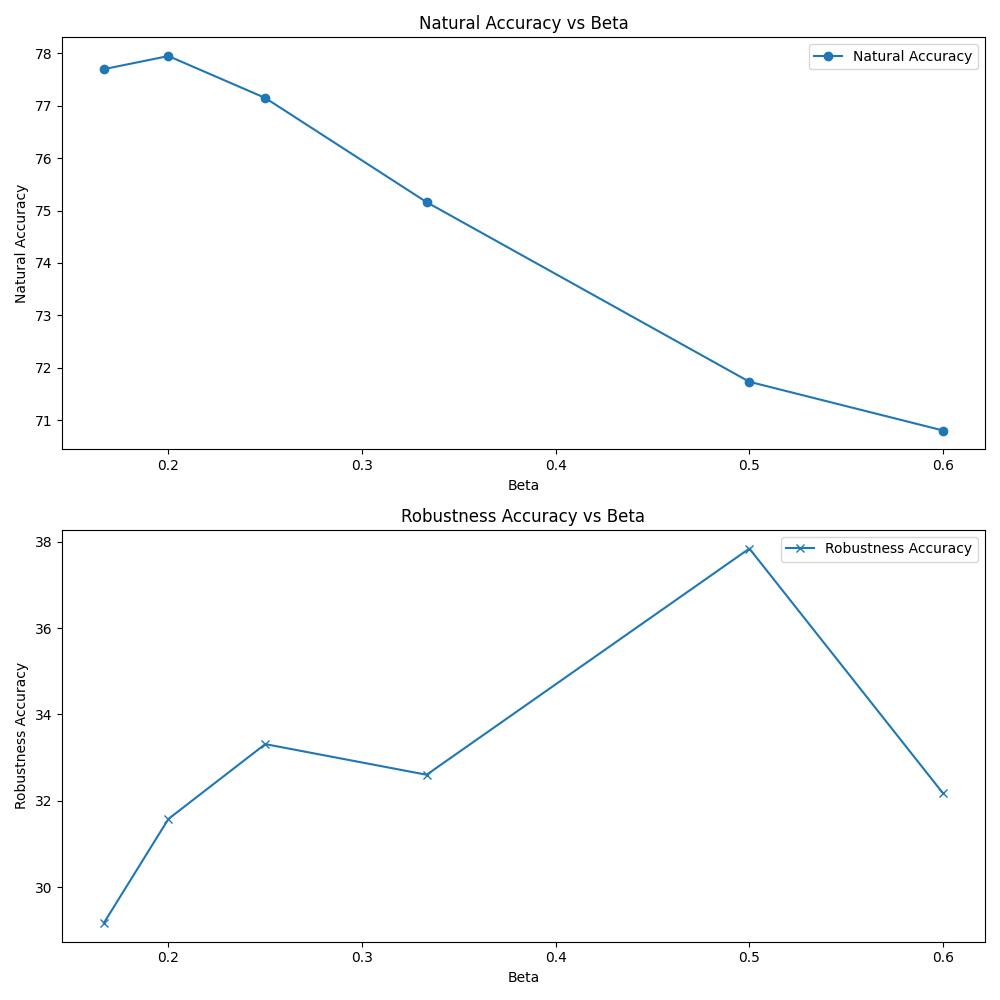 Natural Accuracy vs Beta
Natural Accuracy
78
77
76
75
74
73
72
71
Natural Accuracy
0.2 0.3 0.4 0.5 0.6
Beta
Robustness Accuracy vs Beta
Robustness Accuracy
38
36
34
32
30
Robustness Accuracy
0.2 0.3 0.4 0.5 0.6
Beta